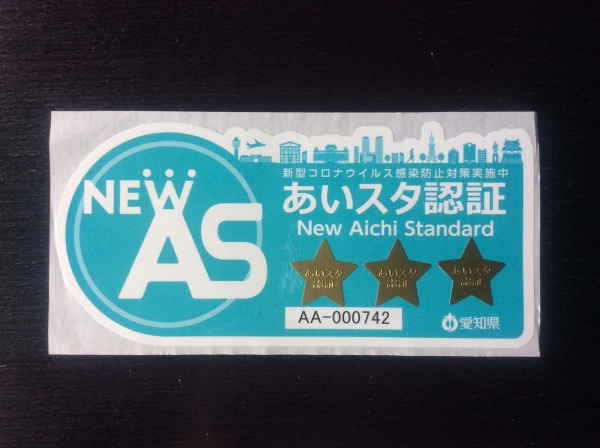 新型コロナウイルス感染防止対策実施中
NEW AS
あいスタ認証
New Aichi Standard
あいスタ
認証
あいスタ
認証
あいスタ
認証
AA-000742
愛知県